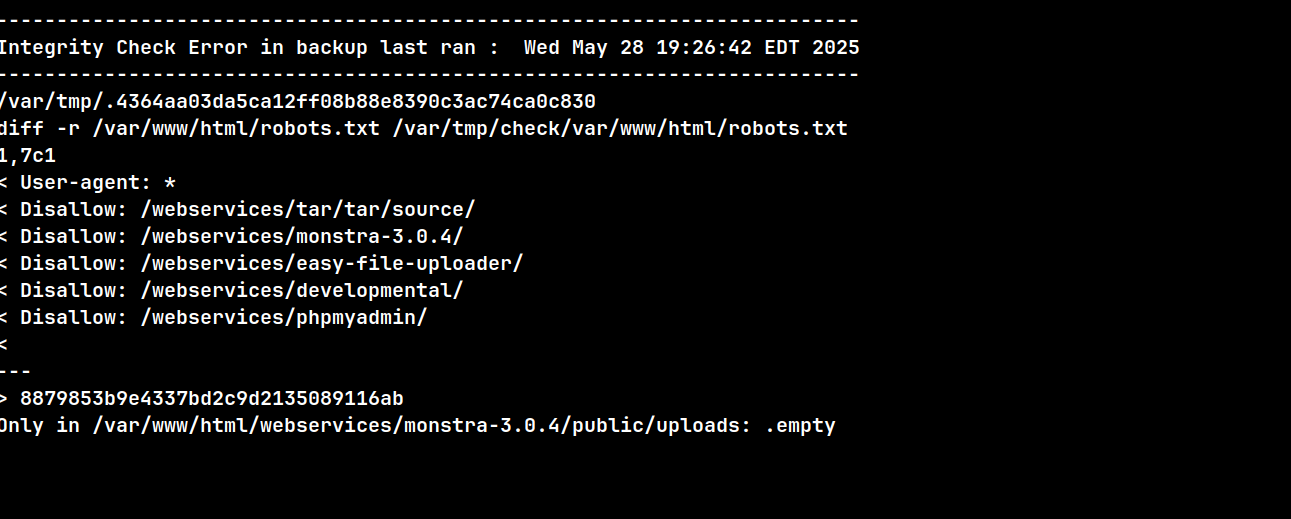 ------------------------------------------------------------------------
Integrity Check Error in backup last ran :  Wed May 28 19:26:42 EDT 2025
------------------------------------------------------------------------
/var/tmp/.4364aa03da5ca12ff08b88e8390c3ac74ca0c830
diff -r /var/www/html/robots.txt /var/tmp/check/var/www/html/robots.txt
1,7c1
< User-agent: *
< Disallow: /webservices/tar/tar/source/
< Disallow: /webservices/monstra-3.0.4/
< Disallow: /webservices/easy-file-uploader/
< Disallow: /webservices/developmental/
< Disallow: /webservices/phpmyadmin/
<
---
> 8879853b9e4337bd2c9d2135089116ab
Only in /var/www/html/webservices/monstra-3.0.4/public/uploads: .empty